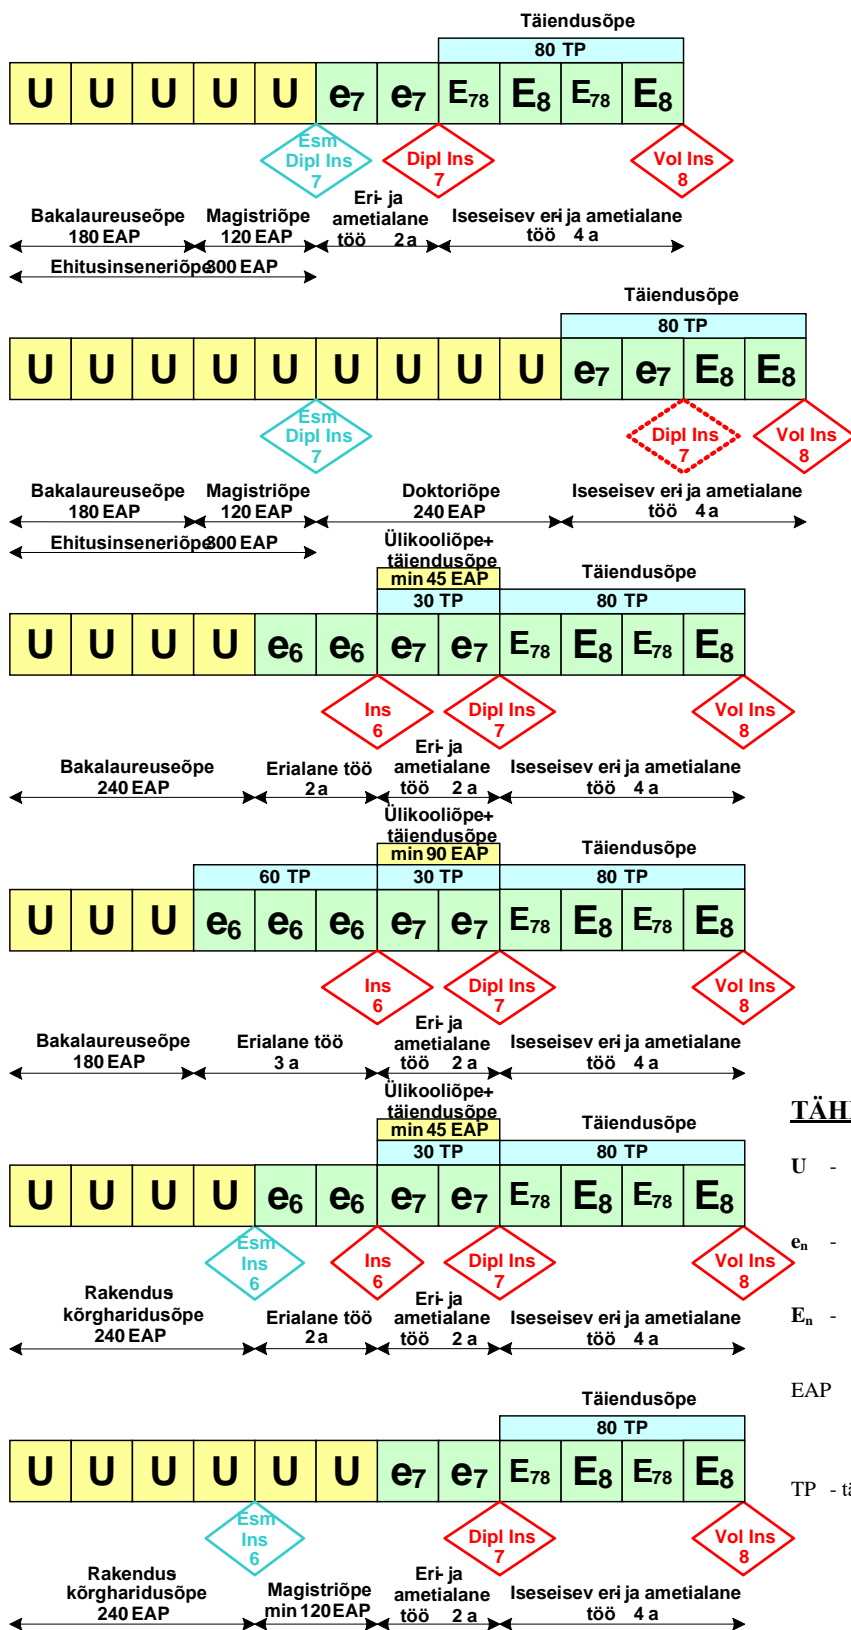 Täiendusõpe
80 TP
U U U U U e7 e7 E78 E8 E78 E8
Esm
Dipl Ins
7
Dipl Ins
7
Vol Ins
8
Bakalaureuseõpe
180 EAP
Magistriõpe
120 EAP
Eri- ja
ametialane
töö 2 a
Iseseisev eri- ja ametialane
töö 4 a
Ehitusinseneriõpe 300 EAP
Täiendusõpe
80 TP
U U U U U U U U U e7 e7 E8 E8
Esm
Dipl Ins
7
Dipl Ins
7
Vol Ins
8
Bakalaureuseõpe
180 EAP
Magistriõpe
120 EAP
Doktoriõpe
240 EAP
Iseseisev eri- ja ametialane
töö 4 a
Ehitusinseneriõpe 300 EAP
Ülikooliõpe+
täiendusõpe
min 45 EAP
30 TP
Täiendusõpe
80 TP
U U U U e6 e6 e7 e7 E78 E8 E78 E8
Ins
6
Dipl Ins
7
Vol Ins
8
Bakalaureuseõpe
240 EAP
Erialane töö
2 a
Eri- ja
ametialane
töö 2 a
Iseseisev eri- ja ametialane
töö 4 a
Ülikooliõpe+
täiendusõpe
min 90 EAP
60 TP
30 TP
Täiendusõpe
80 TP
U U U e6 e6 e6 e7 e7 E78 E8 E78 E8
Ins
6
Dipl Ins
7
Vol Ins
8
Bakalaureuseõpe
180 EAP
Erialane töö
3 a
Eri- ja
ametialane
töö 2 a
Iseseisev eri- ja ametialane
töö 4 a
Ülikooliõpe+
täiendusõpe
min 45 EAP
30 TP
Täiendusõpe
80 TP
U U U U e6 e6 e7 e7 E78 E8 E78 E8
Esm
Ins
6
Ins
6
Dipl Ins
7
Vol Ins
8
Rakendus
kõrgharidusõpe
240 EAP
Erialane töö
2 a
Eri- ja
ametialane
töö 2 a
Iseseisev eri- ja ametialane
töö 4 a
Täiendusõpe
80 TP
U U U U U U e7 e7 E78 E8 E78 E8
Esm
Ins
6
Dipl Ins
7
Vol Ins
8
Rakendus
kõrgharidusõpe
240 EAP
Magistriõpe
min 120 EAP
Eri- ja
ametialane
töö 2 a
Iseseisev eri- ja ametialane
töö 4 a
U -
en -
En -
EAP
TP -